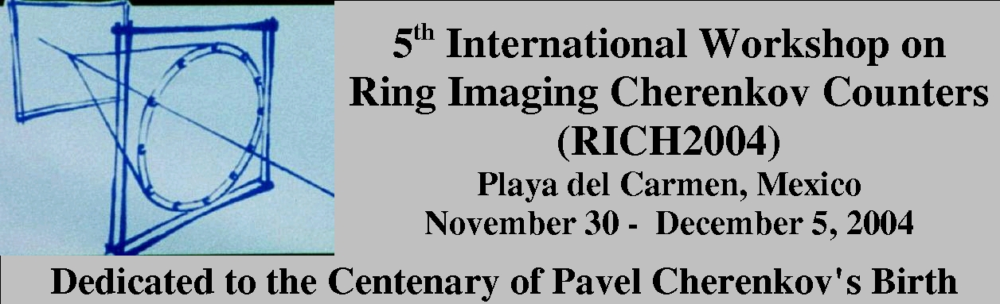 5th International Workshop on
Ring Imaging Cherenkov Counters
(RICH2004)
Playa del Carmen, Mexico
November 30 - December 5, 2004
Dedicated to the Centenary of Pavel Cherenkov's Birth